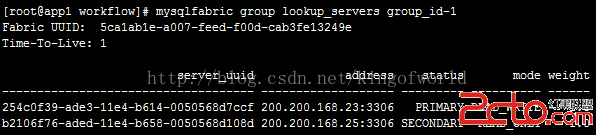 [root@app1 workflow]# mysqlfabric group lookup_servers group_id-1
Fabric UUID:  5ca1ab1e-a007-feed-f00d-cab3fe13249e
Time-To-Live: 1
server_uuid address status mode weight
------------------------------------ -------------------- --------- ---------- ------
254c0f39-ade3-11e4-b614-0050568d7ccf 200.200.168.23:3306 PRIMARY
b2106f76-aded-11e4-b658-0050568d108d 200.200.168.25:3306 SECONDARY
http://blog.csdn.net/kingofworld
2cto
.com